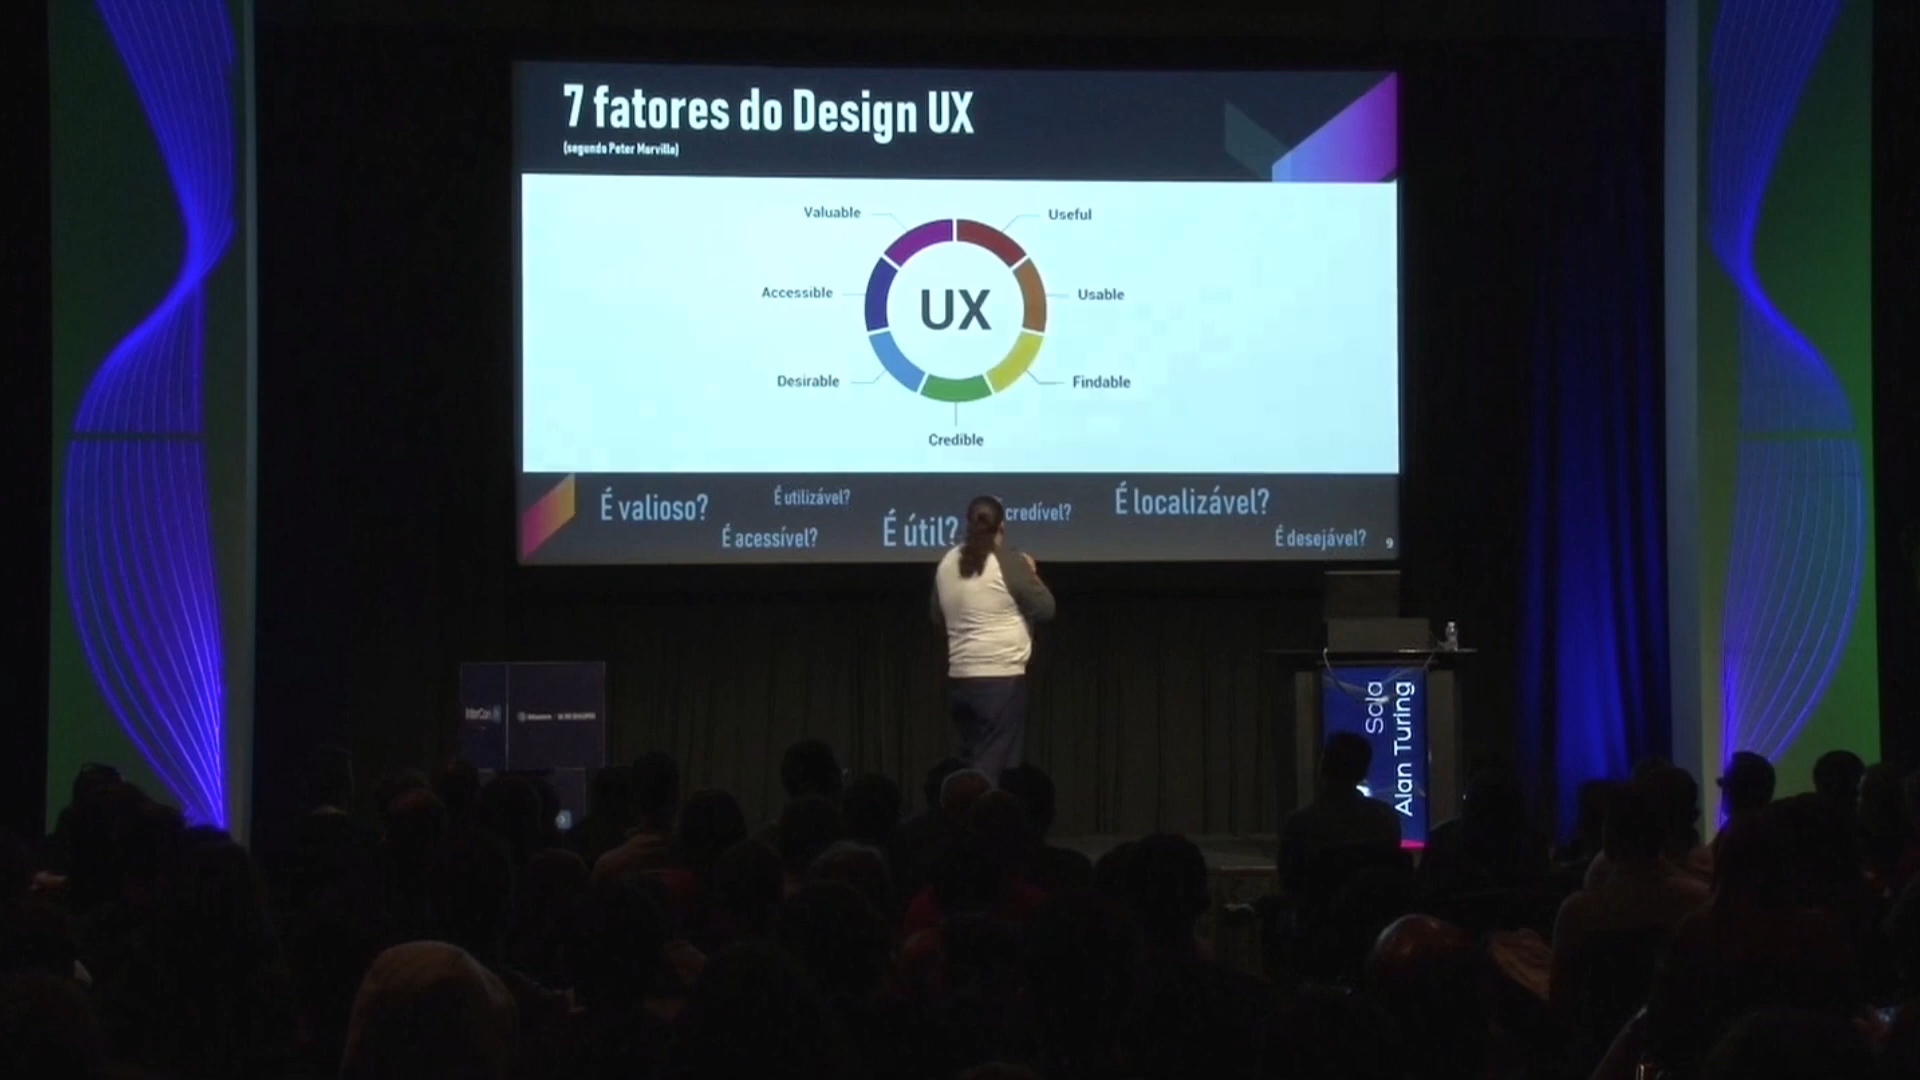 7 fatores do Design UX
(segundo Peter Morville)
Valuable
Useful
Accessible
UX
Usable
Desirable
Findable
Credible
É valioso?
É utilizável?
É acessível?
É útil?
credível?
É localizável?
É desejável?
9
InterCon
Sala
Alan Turing